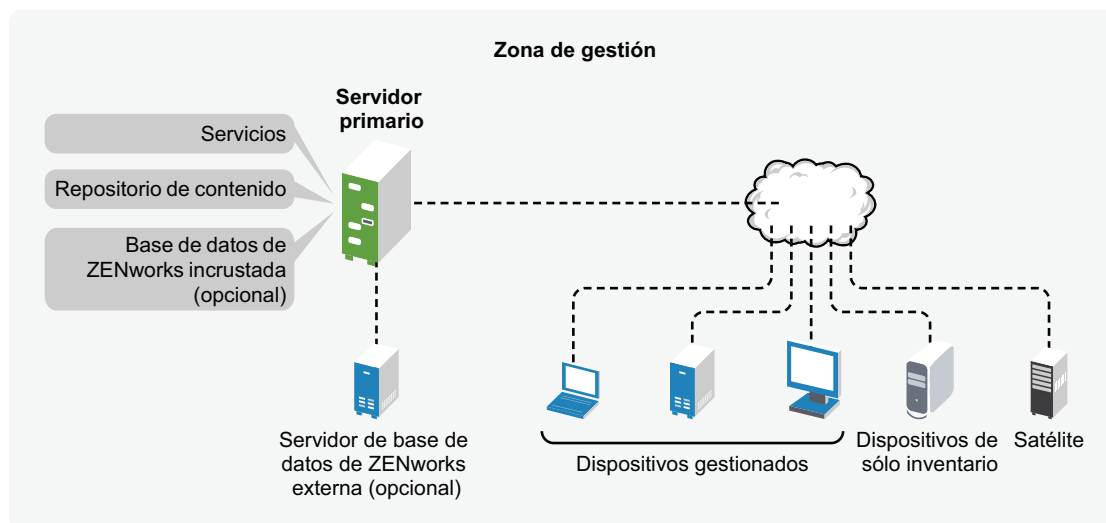 Zona de gestión
Servidor
primario
Servicios
Repositorio de contenido
Base de datos de
ZENworks incrustada
(opcional)
Servidor de base de
datos de ZENworks
externa (opcional)
Dispositivos gestionados
Dispositivos de
sólo inventario
Satélite